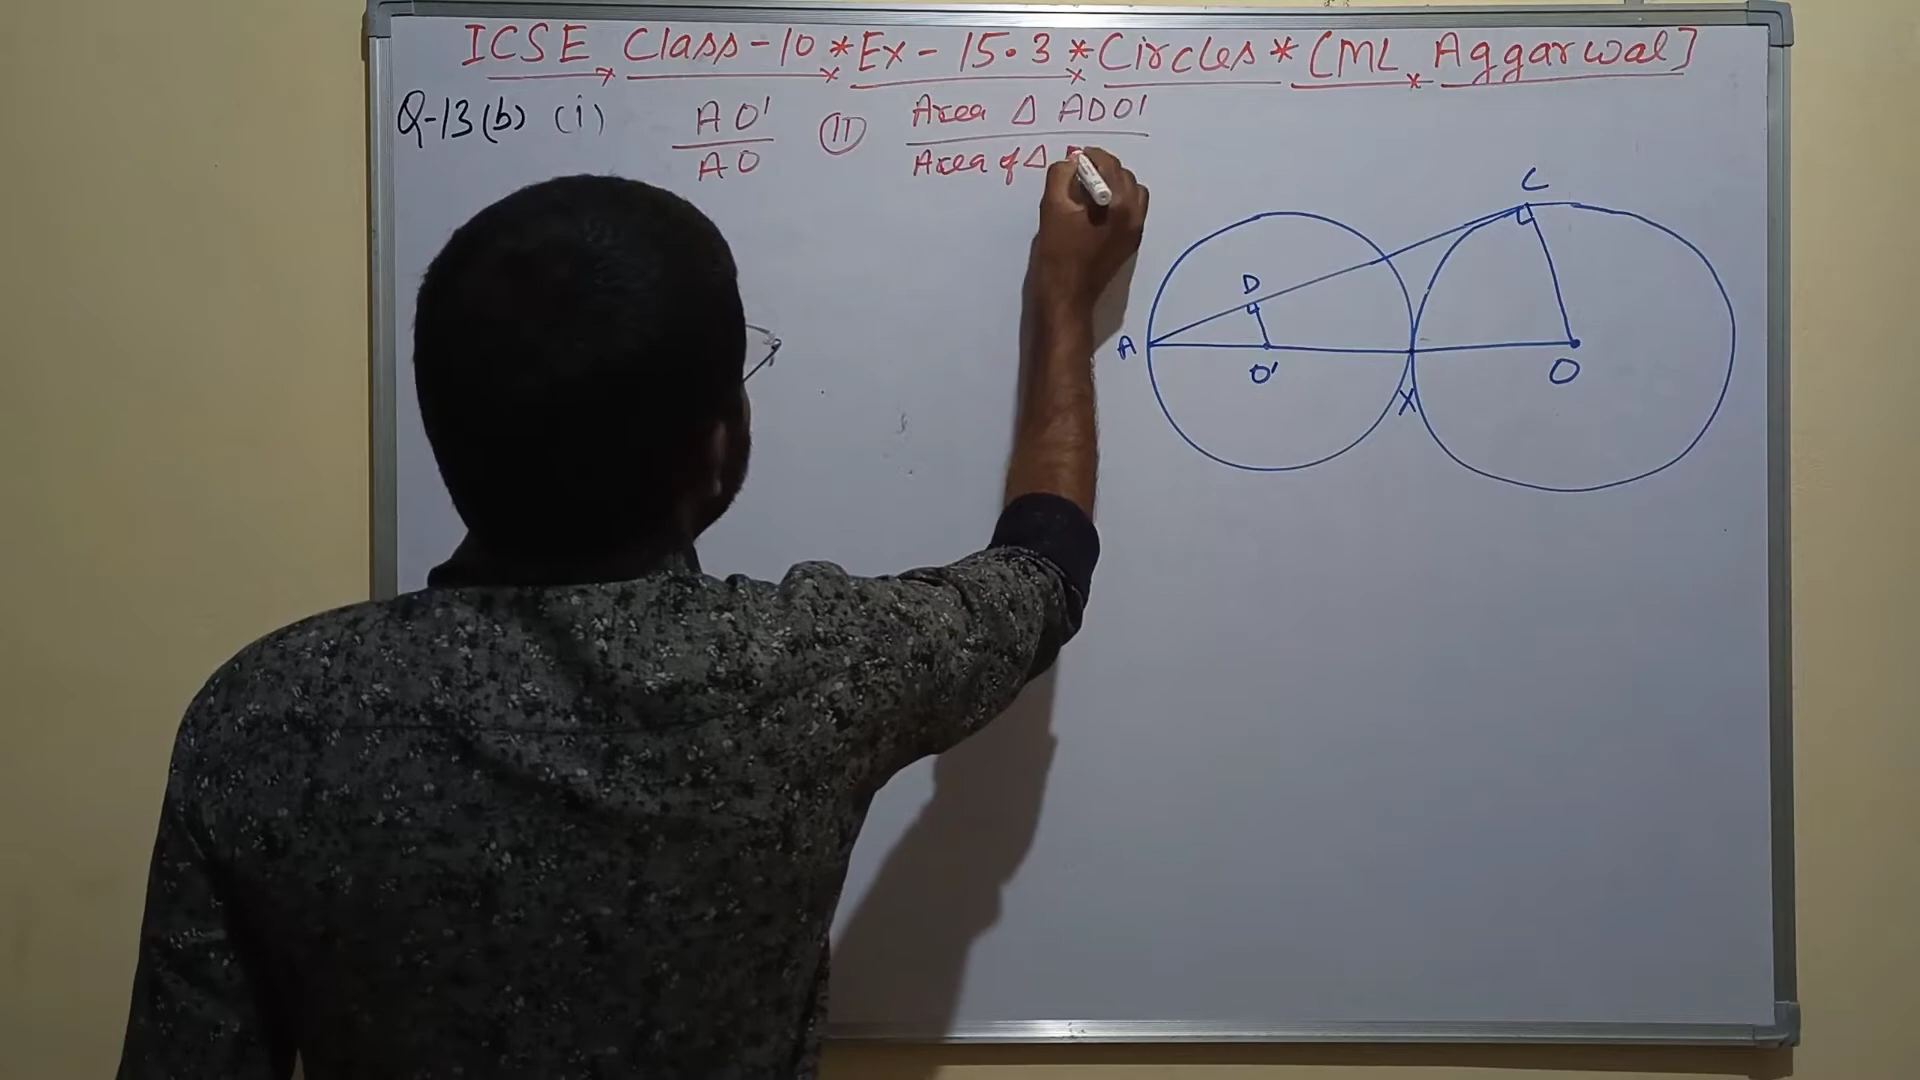 ICSE Class-10 * Ex-15.3 * Circles * [ML Aggarwal]
Q-13(b) (i) AO'/AO (II) Area Δ ADO'/Area of Δ
C
D
A
O'
O
X